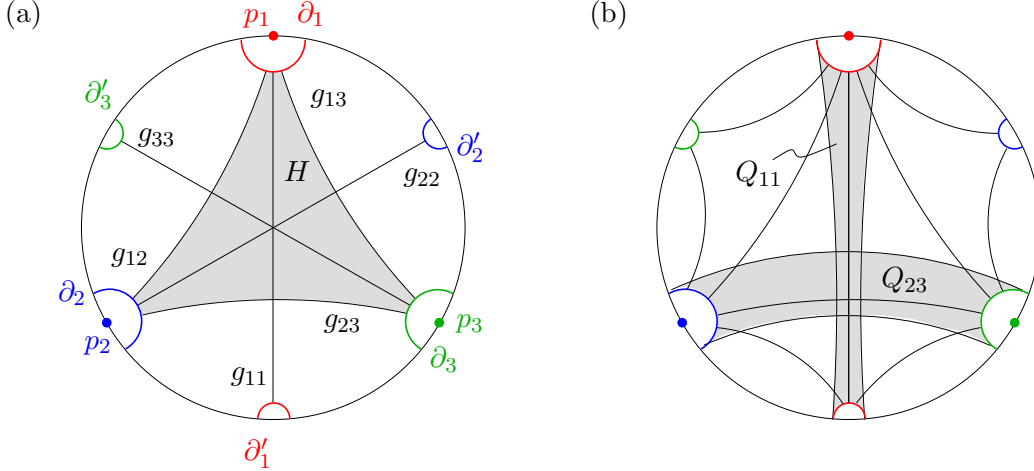 (a)
p₁ ∂₁
∂′₃
g₁₃
g₃₃
∂′₂
H
g₂₂
g₁₂
∂₂
p₂
g₂₃
p₃
∂₃
g₁₁
∂′₁
(b)
Q₁₁
Q₂₃